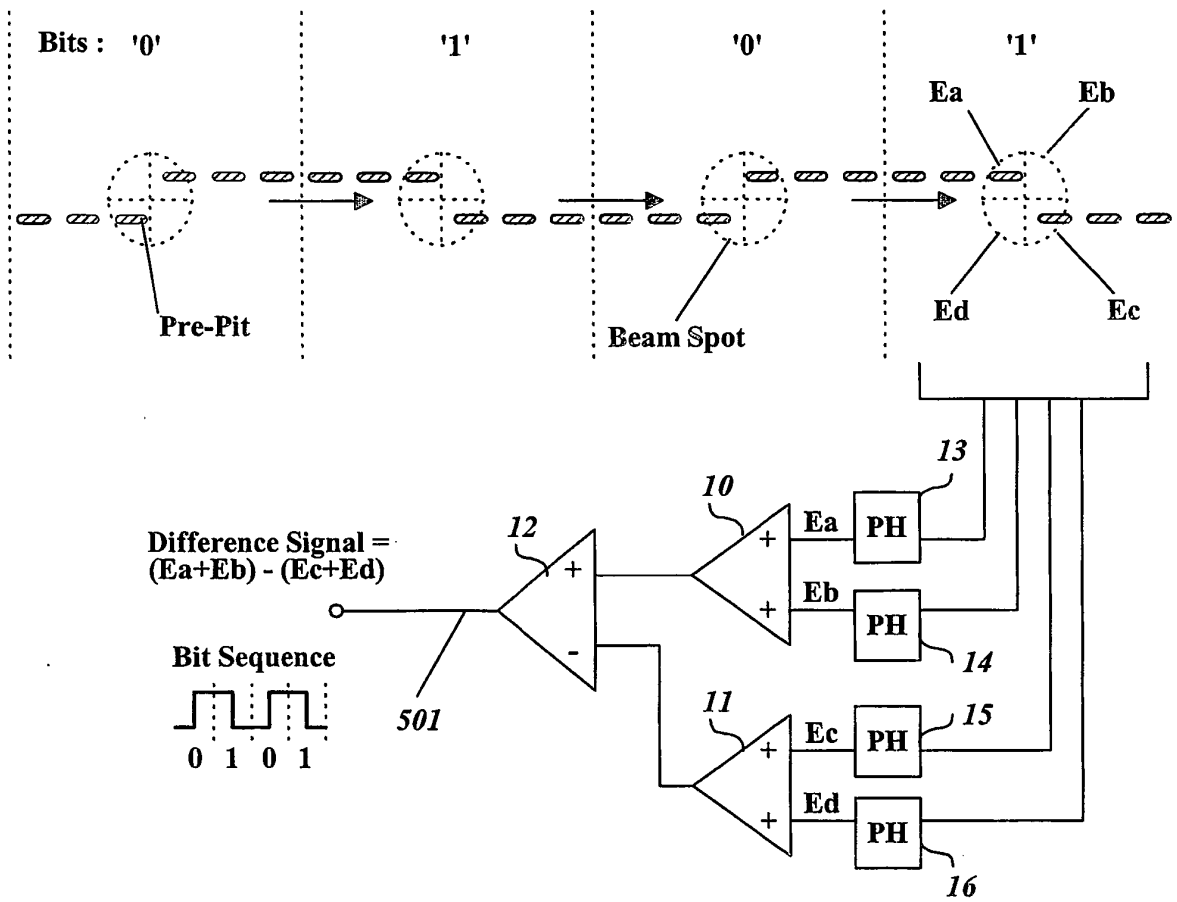 Bits : '0' '1' '0' '1'
Ea Eb
Pre-Pit
Beam Spot
Ed Ec
13
10
12
Ea
PH
Difference Signal =
(Ea+Eb) - (Ec+Ed)
+
+
Eb
+
PH
-
14
Bit Sequence
501
11
15
0 1 0 1
Ec
PH
+
Ed
+
PH
16